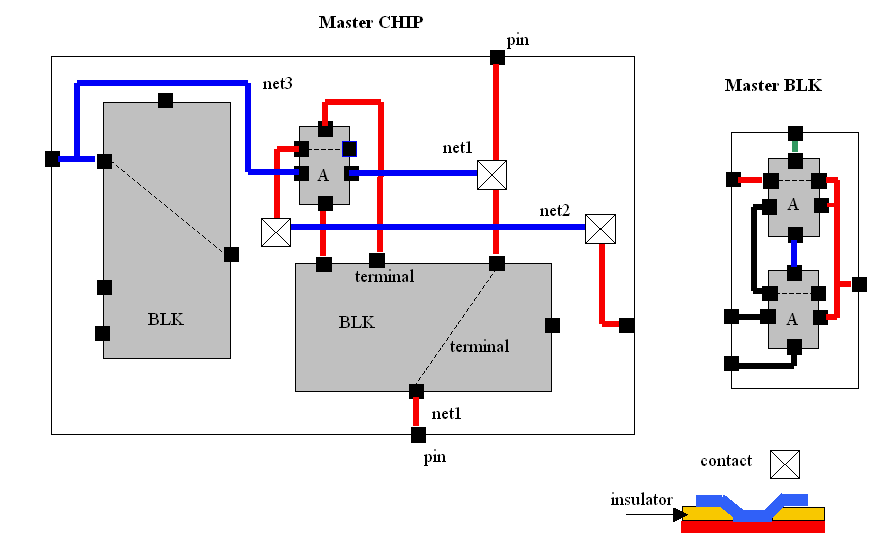 Master CHIP
pin
net3
Master BLK
net1
A
A
net2
terminal
BLK
BLK
terminal
A
net1
pin
contact
insulator